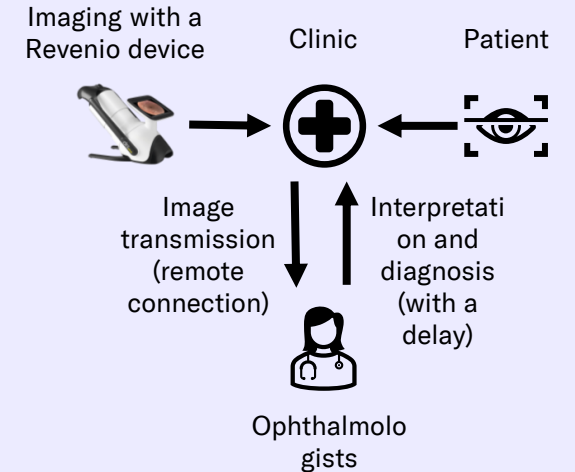 Imaging with a
Revenio device
Clinic
Patient
Image
transmission
(remote
connection)
Interpretati
on and
diagnosis
(with a
delay)
Ophthalmolo
gists